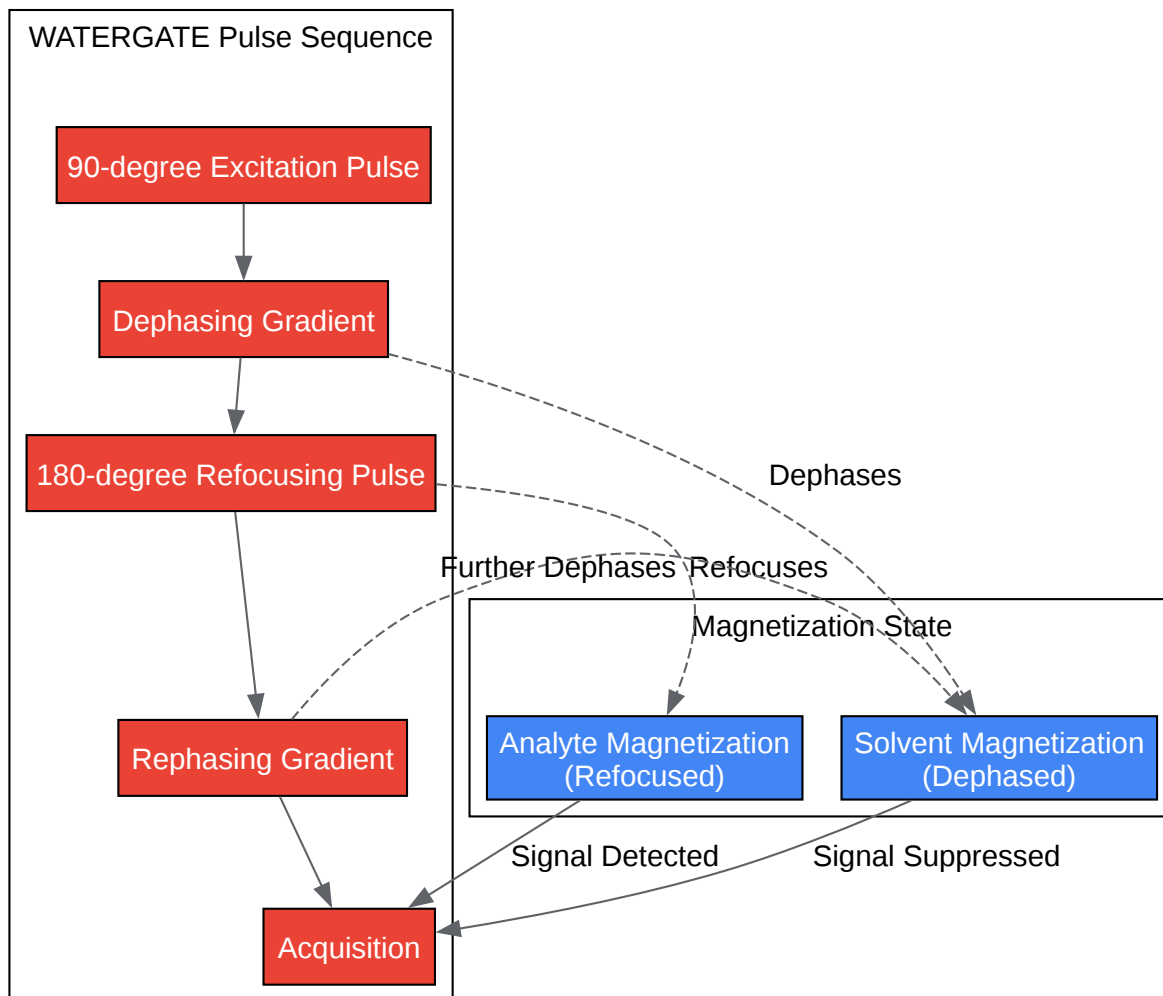 WATERGATE Pulse Sequence
90-degree Excitation Pulse
Dephasing Gradient
180-degree Refocusing Pulse
Dephases
Further Dephases
Refocuses
Magnetization State
Rephasing Gradient
Analyte Magnetization
(Refocused)
Solvent Magnetization
(Dephased)
Signal Detected
Signal Suppressed
Acquisition